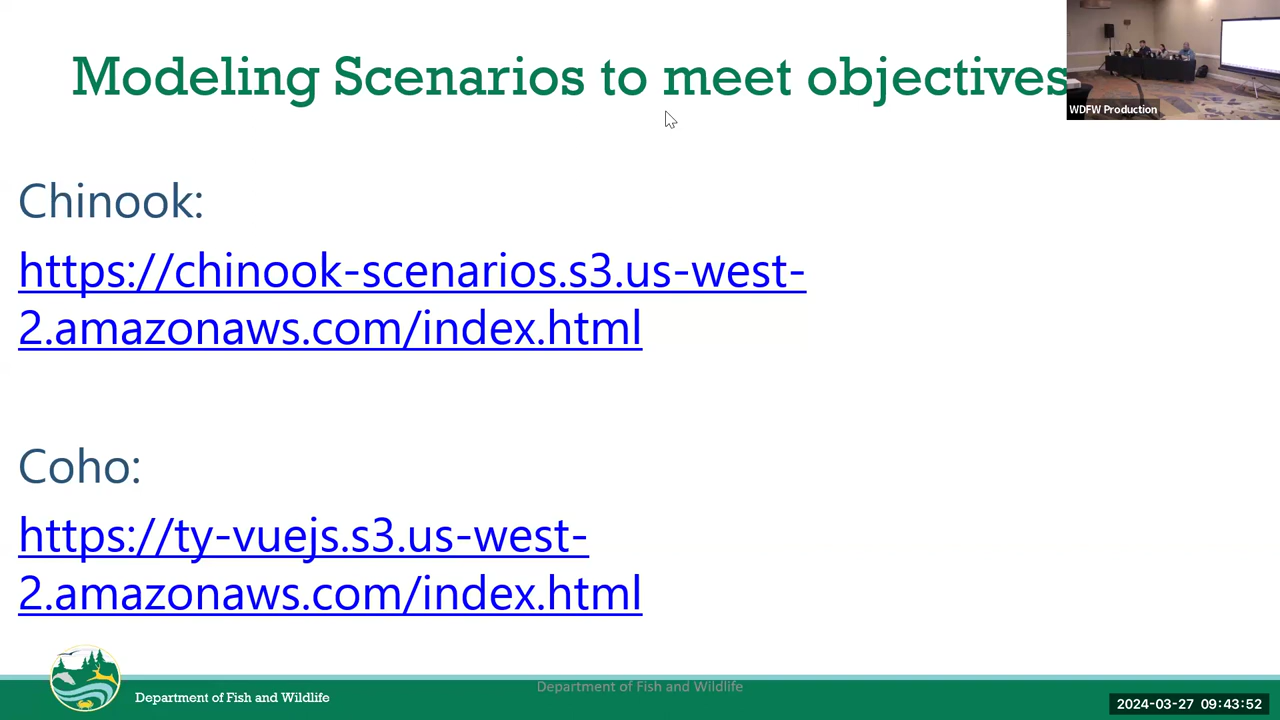 Modeling Scenarios to meet objectives
WDFW Production
Chinook:
https://chinook-scenarios.s3.us-west-
2.amazonaws.com/index.html
Coho:
https://ty-vuejs.s3.us-west-
2.amazonaws.com/index.html
Department of Fish and Wildlife
Department of Fish and Wildlife
2024-03-27 09:43:52